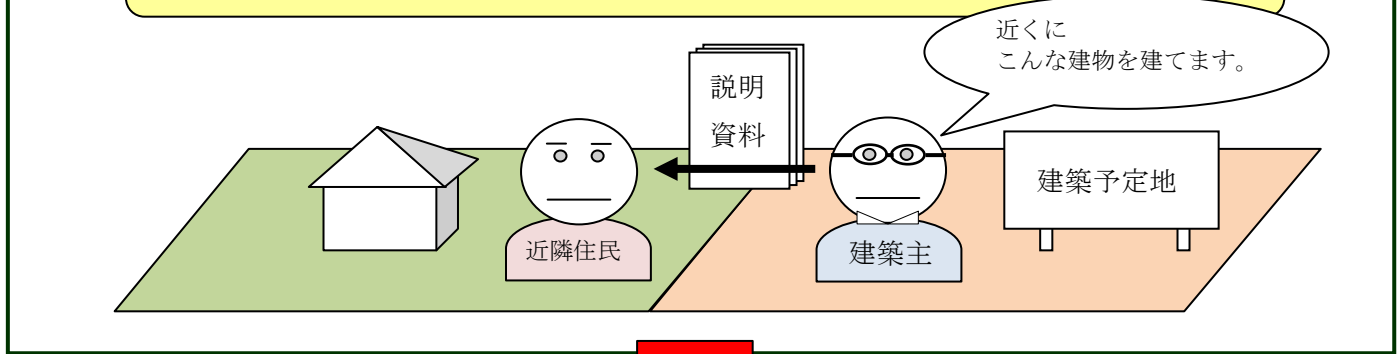 近くに
こんな建物を建てます。
説明
資料
建築予定地
近隣住民
建築主